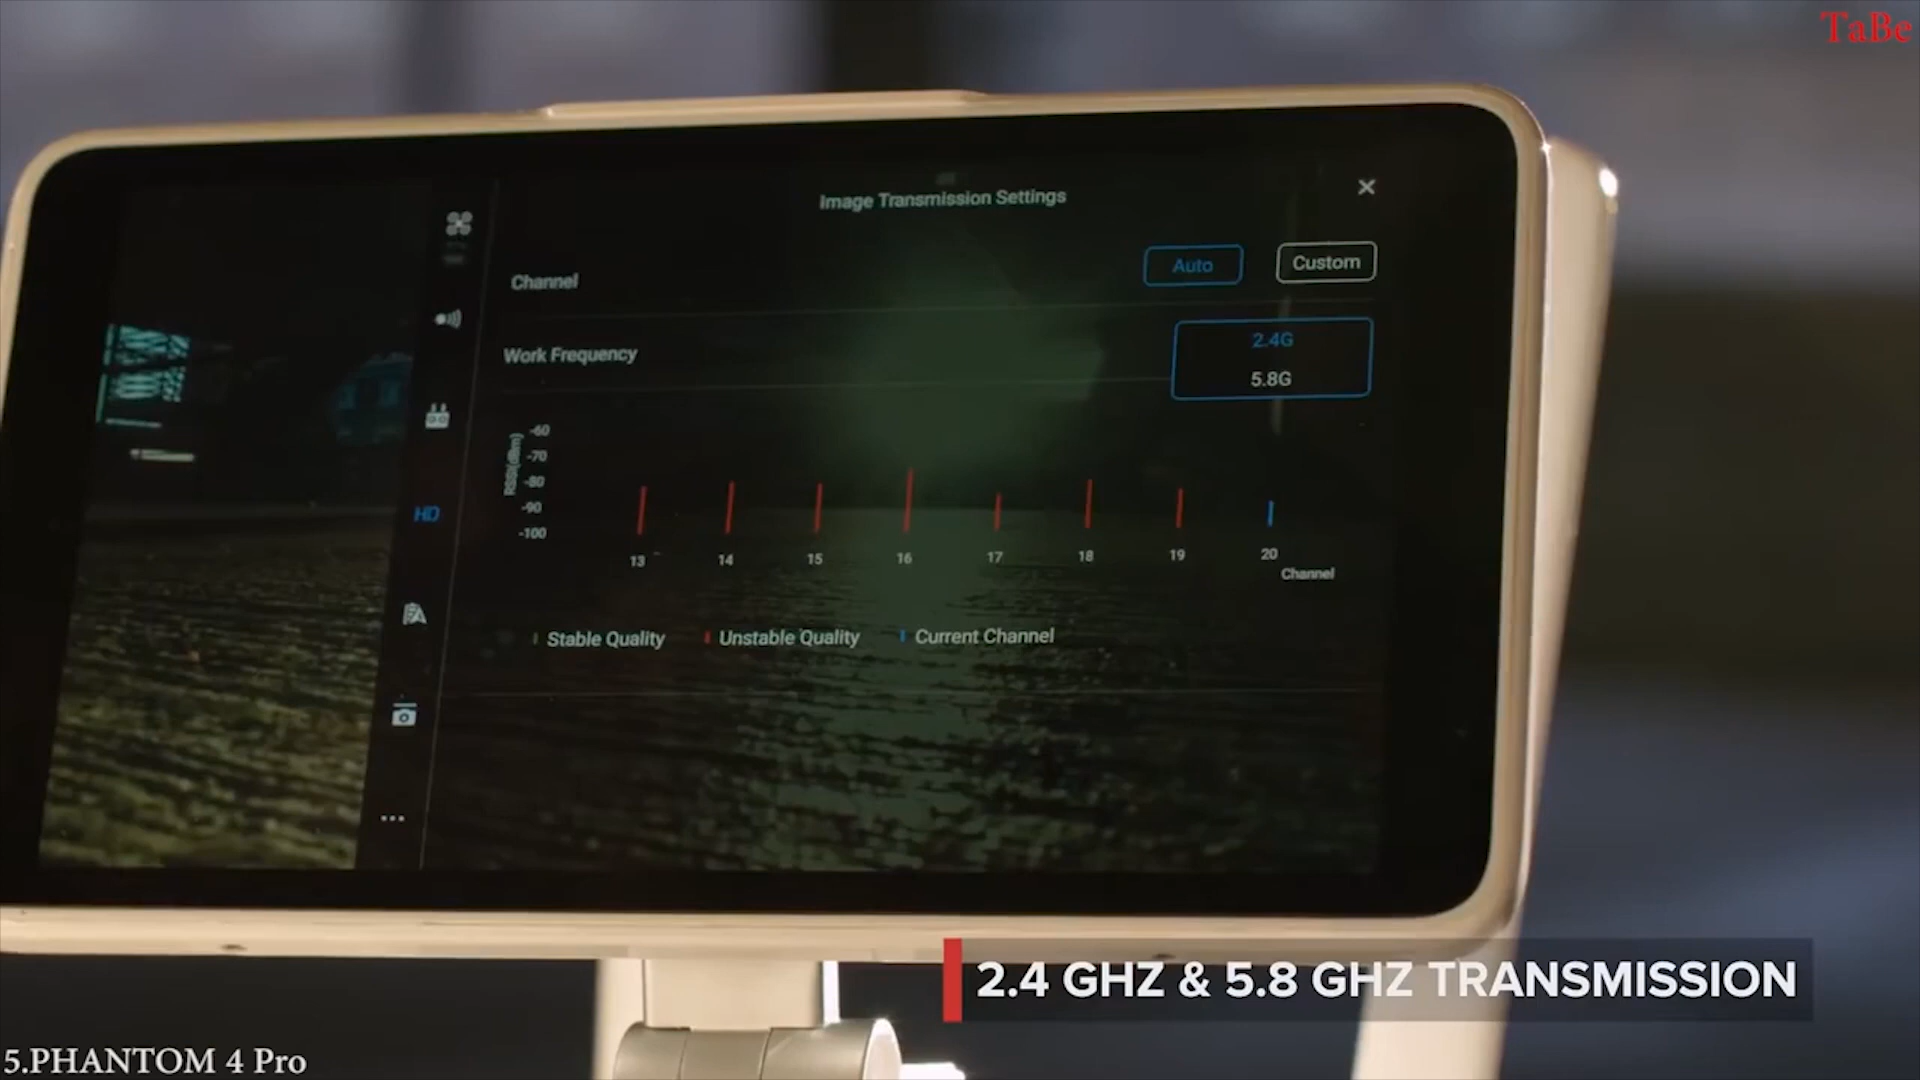 TaBe
Image Transmission Settings
Channel
Auto
Custom
Work Frequency
2.4G
5.8G
RSSI(dBm)
-60
-70
-80
-90
-100
HD
13 14 15 16 17 18 19 20
Channel
Stable Quality Unstable Quality Current Channel
2.4 GHZ & 5.8 GHZ TRANSMISSION
5.PHANTOM 4 Pro